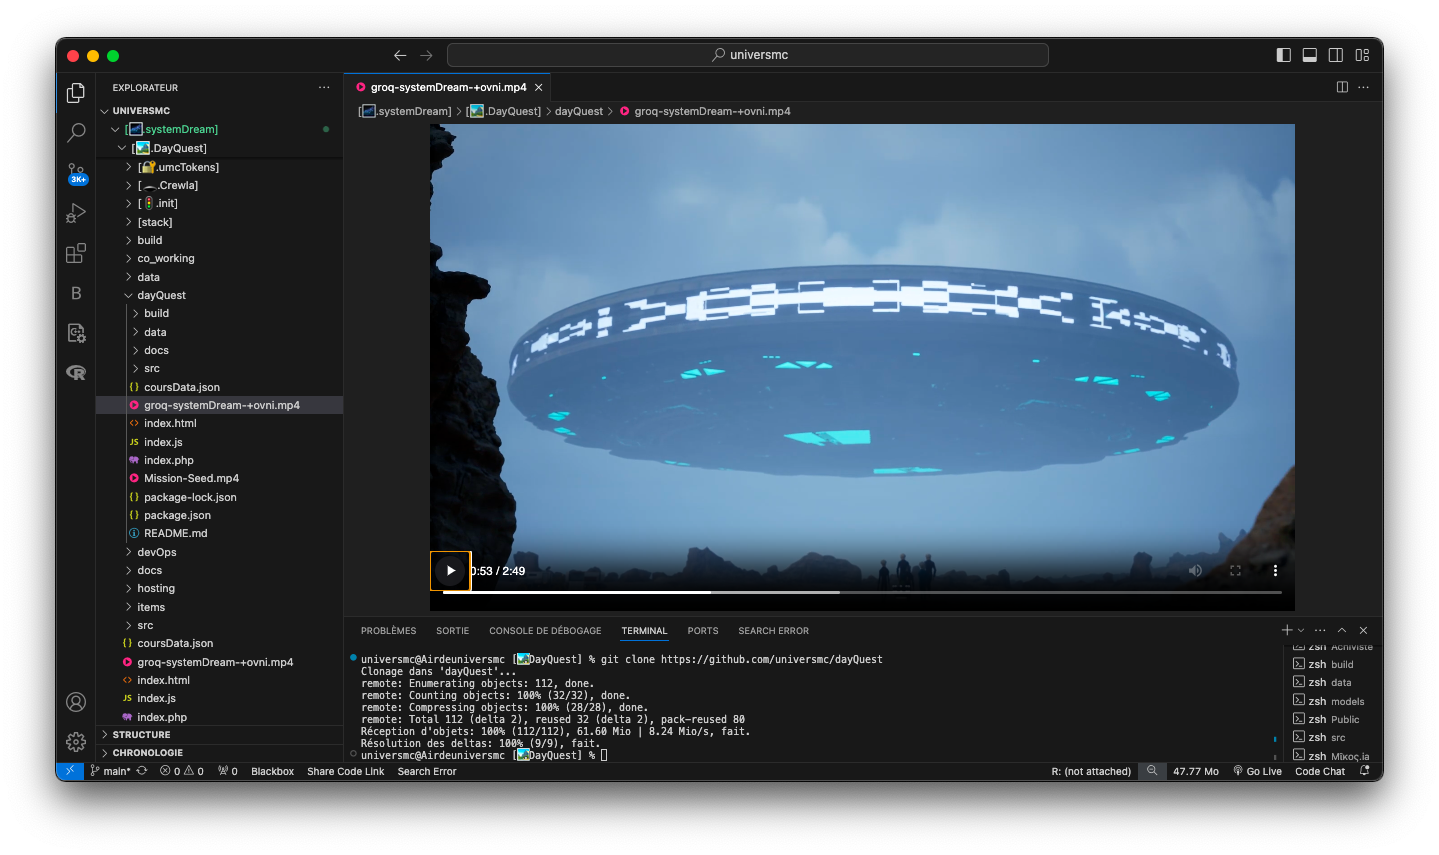 universmc
EXPLORATEUR
UNIVERSMC
[.systemDream]
[.DayQuest]
[.umcTokens]
[.Crewla]
[.init]
[stack]
build
co_working
data
dayQuest
build
data
docs
src
{} coursData.json
groq-systemDream-+ovni.mp4
<> index.html
JS index.js
index.php
Mission-Seed.mp4
{} package-lock.json
{} package.json
README.md
devOps
docs
hosting
items
src
{} coursData.json
groq-systemDream-+ovni.mp4
<> index.html
JS index.js
index.php
STRUCTURE
CHRONOLOGIE
3K+
B
R
groq-systemDream-+ovni.mp4
[.systemDream] > [.DayQuest] > dayQuest > groq-systemDream-+ovni.mp4
0:53 / 2:49
PROBLÈMES SORTIE CONSOLE DE DÉBOGAGE TERMINAL PORTS SEARCH ERROR
universmc@Airdeuniversmc [DayQuest] % git clone https://github.com/universmc/dayQuest
Clonage dans 'dayQuest'...
remote: Enumerating objects: 112, done.
remote: Counting objects: 100% (32/32), done.
remote: Compressing objects: 100% (28/28), done.
remote: Total 112 (delta 2), reused 32 (delta 2), pack-reused 80
Réception d'objets: 100% (112/112), 61.60 Mio | 8.24 Mio/s, fait.
Résolution des deltas: 100% (9/9), fait.
universmc@Airdeuniversmc [DayQuest] %
zsh Achiviste
zsh build
zsh data
zsh models
zsh Public
zsh src
zsh Μῖκος.ia
main* 0 0 0 Blackbox Share Code Link Search Error R: (not attached) 47.77 Mo Go Live Code Chat